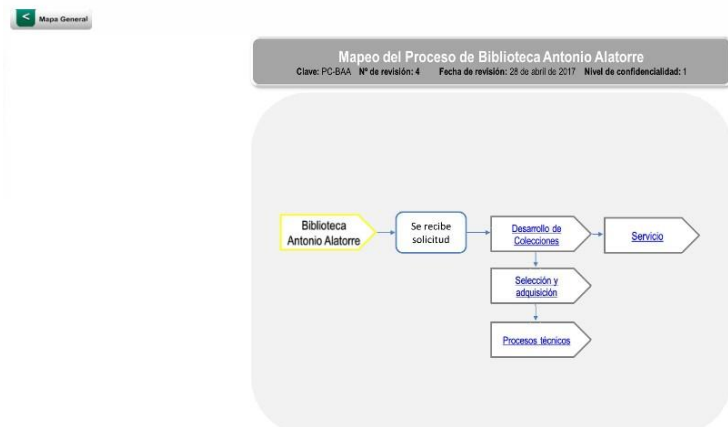 Mapa General
Mapeo del Proceso de Biblioteca Antonio Alatorre
Clave: PC-BAA Nº de revisión: 4 Fecha de revisión: 28 de abril de 2017 Nivel de confidencialidad: 1
Biblioteca
Antonio Alatorre
Se recibe
solicitud
Desarrollo de
Colecciones
Servicio
Selección y
adquisición
Procesos técnicos